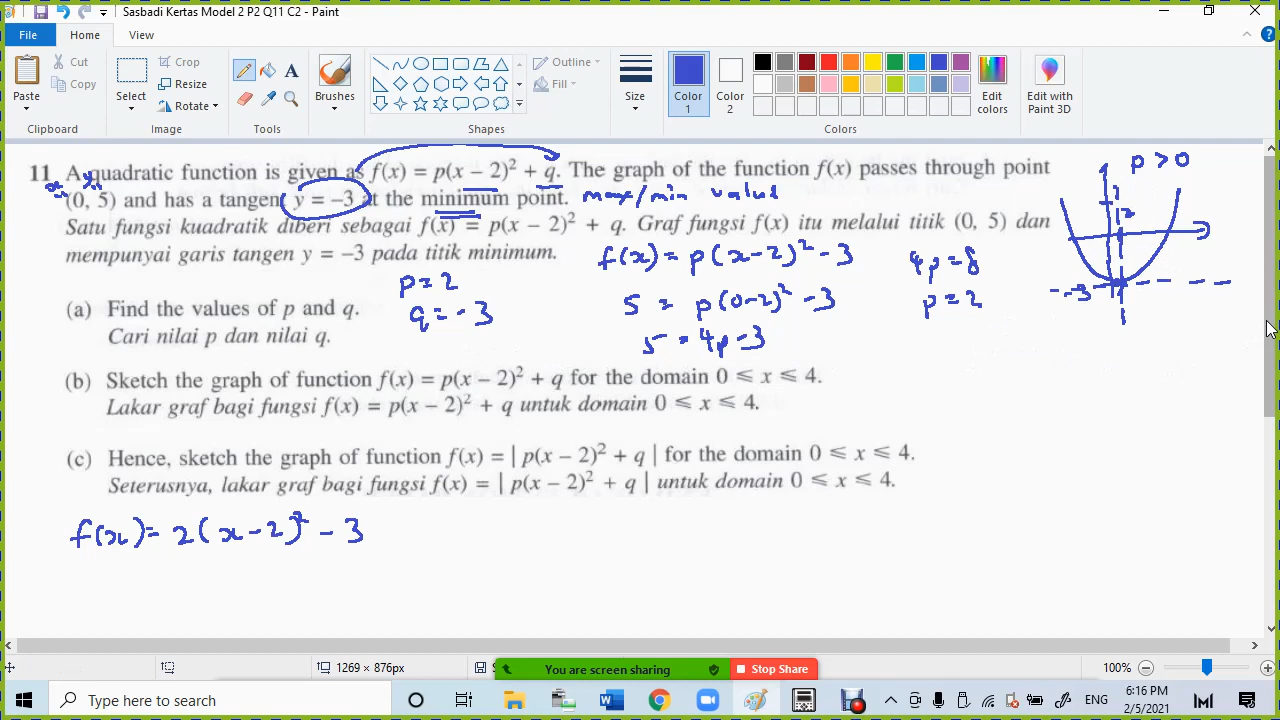 Sasbadi Kertas Model 2 P2 Q11 C2 - Paint
File Home View
Paste Cut Copy
Select Crop Resize Rotate
A
Brushes
Outline Fill
Size
Color 1 Color 2
Edit colors
Edit with Paint 3D
Clipboard Image Tools Shapes Colors
11 A quadratic function is given as f(x) = p(x – 2)² + q. The graph of the function f(x) passes through point
(0, 5) and has a tangent y = –3 at the minimum point. max/min value
Satu fungsi kuadratik diberi sebagai f(x) = p(x – 2)² + q. Graf fungsi f(x) itu melalui titik (0, 5) dan
mempunyai garis tangen y = –3 pada titik minimum.
p > 0
2
-3
f(x) = p(x-2)² - 3
5 = p(0-2)² - 3
5 = 4p - 3
4p = 8
p = 2
p = 2
q = -3
(a) Find the values of p and q.
Cari nilai p dan nilai q.
(b) Sketch the graph of function f(x) = p(x – 2)² + q for the domain 0 ⩽ x ⩽ 4.
Lakar graf bagi fungsi f(x) = p(x – 2)² + q untuk domain 0 ⩽ x ⩽ 4.
(c) Hence, sketch the graph of function f(x) = | p(x – 2)² + q | for the domain 0 ⩽ x ⩽ 4.
Seterusnya, lakar graf bagi fungsi f(x) = | p(x – 2)² + q | untuk domain 0 ⩽ x ⩽ 4.
f(x) = 2(x-2)² - 3
1269 × 876px
100%
You are screen sharing Stop Share
Type here to search
6:16 PM
2/5/2021